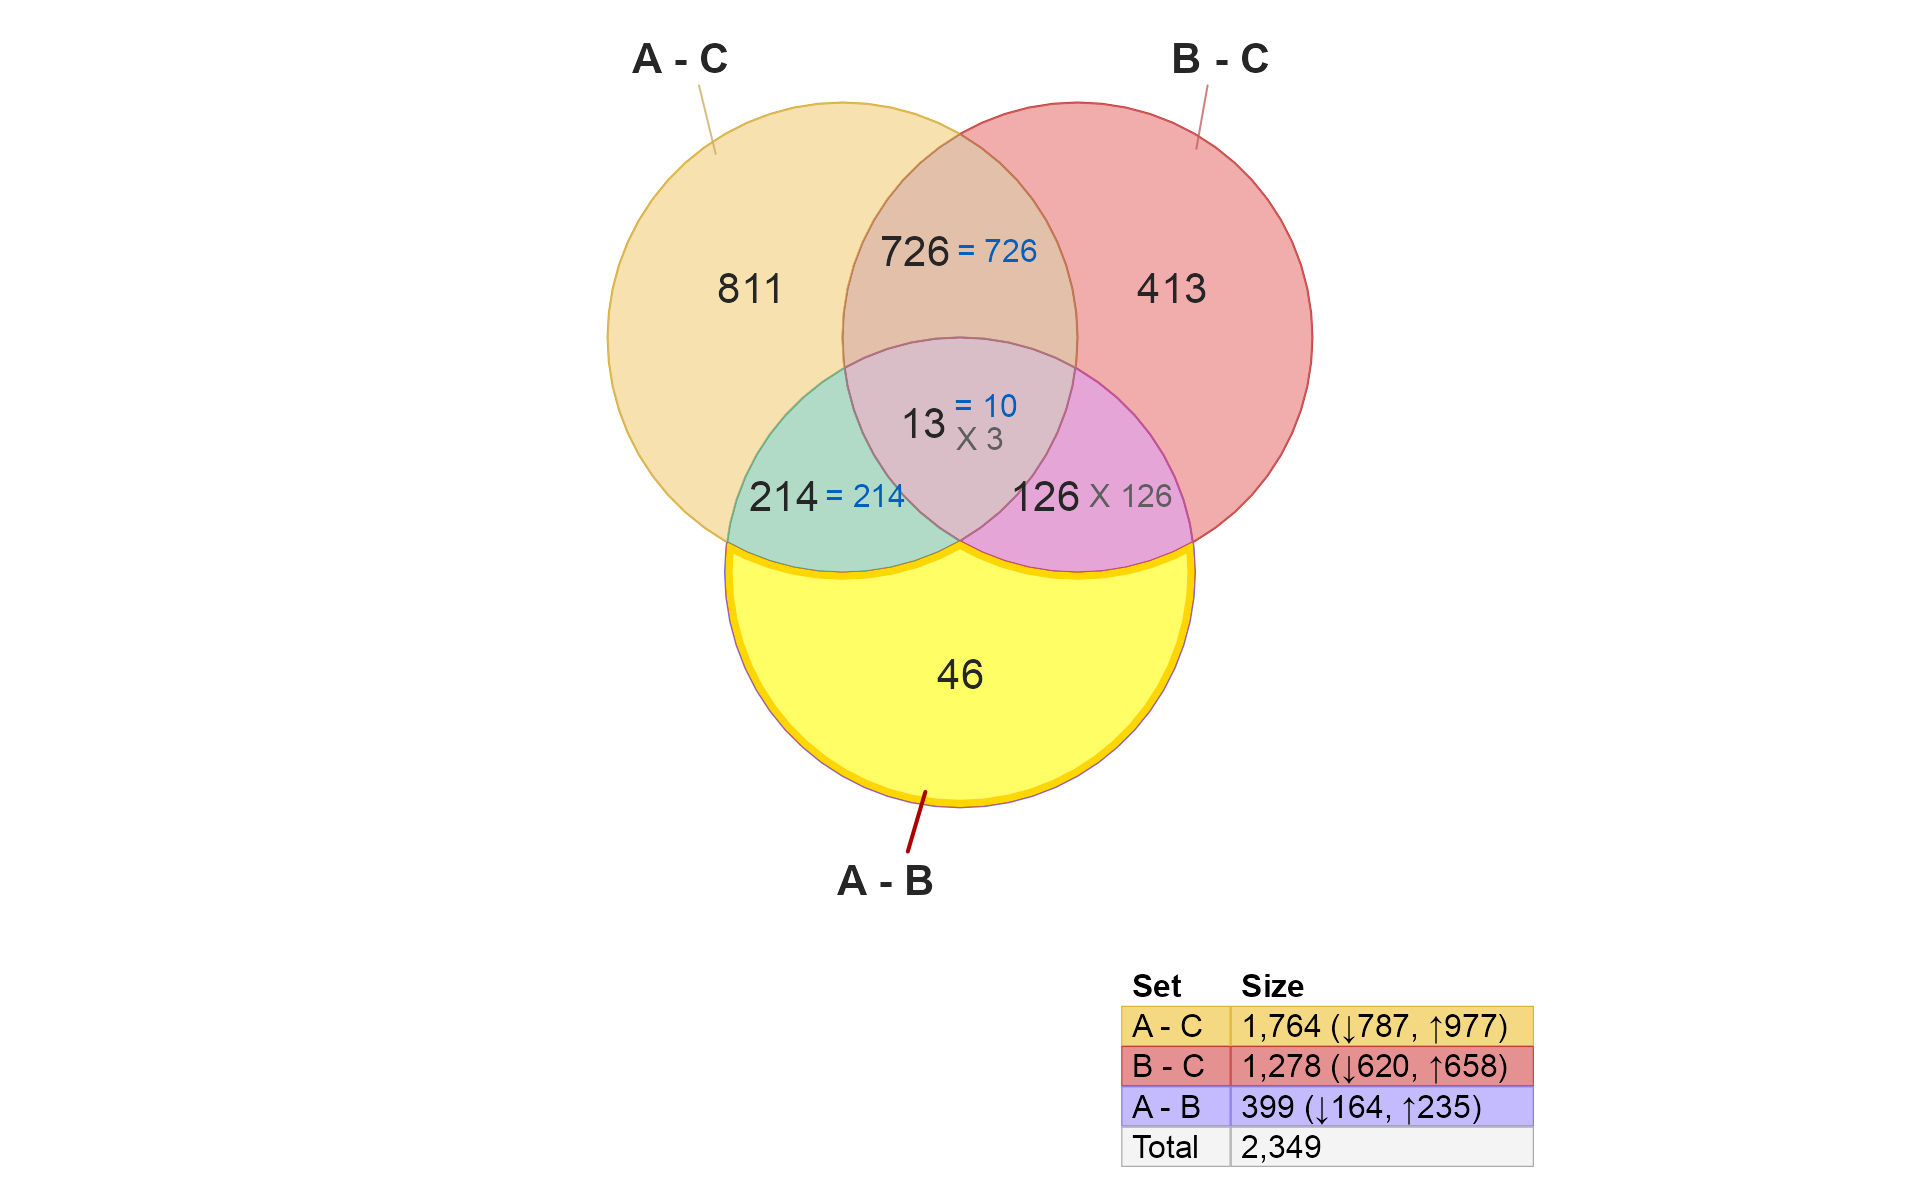 A - C
B - C
726 = 726
811
413
13 = 10
X 3
214 = 214
126 X 126
46
A - B
Set Size
A - C 1,764 (↓787, ↑977)
B - C 1,278 (↓620, ↑658)
A - B 399 (↓164, ↑235)
Total 2,349